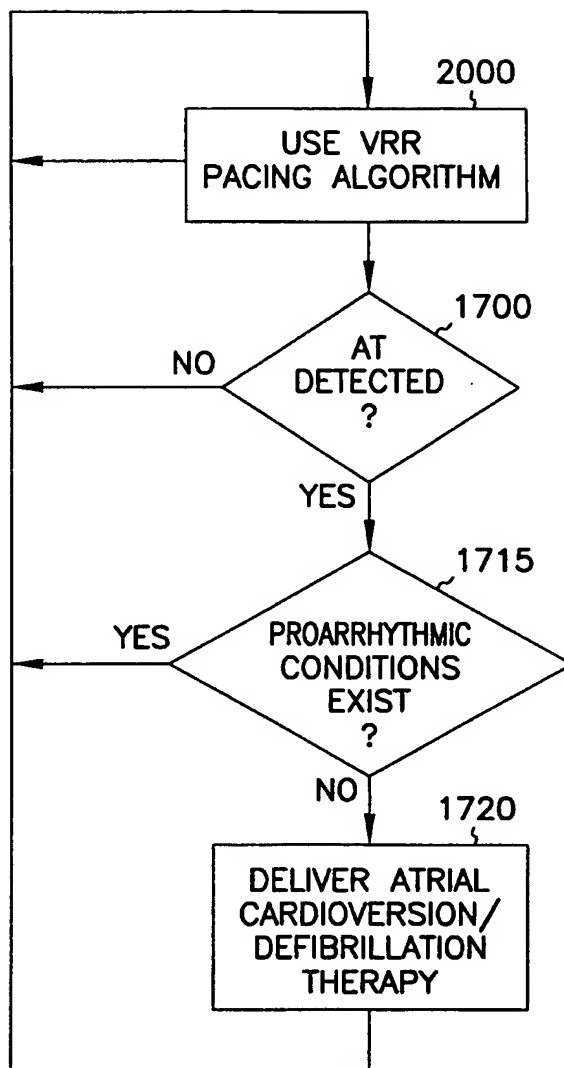 2000
USE VRR
PACING ALGORITHM
1700
NO
AT
DETECTED
?
YES
1715
YES
PROARRHYTHMIC
CONDITIONS
EXIST
?
NO
1720
DELIVER ATRIAL
CARDIOVERSION/
DEFIBRILLATION
THERAPY